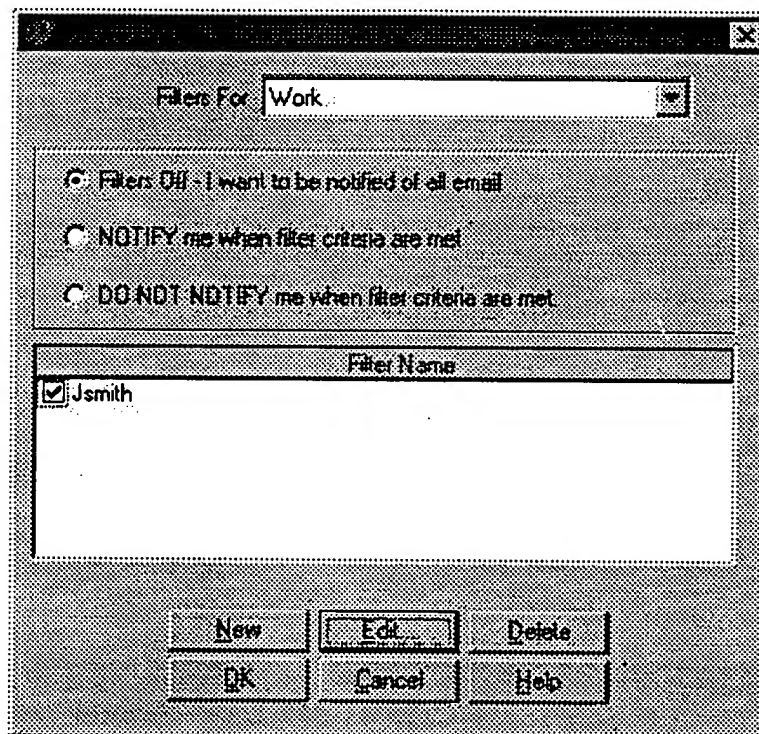 Filters For Work
Filters Off - I want to be notified of all email
NOTIFY me when filter criteria are met
DO NOT NOTIFY me when filter criteria are met.
Filter Name
Jsmith
New Edit... Delete
OK Cancel Help